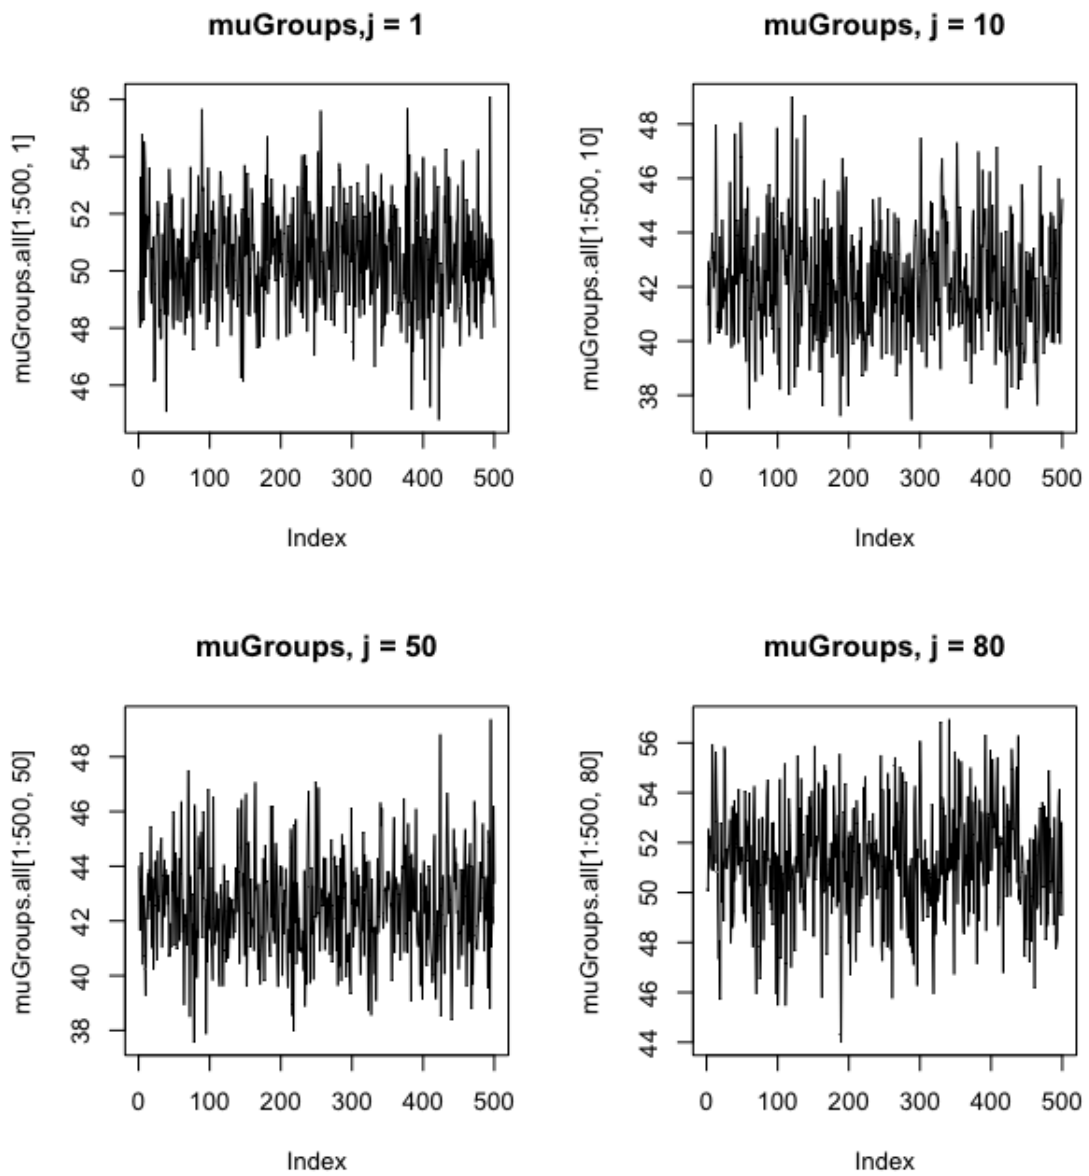 muGroups,j = 1
muGroups.all[1:500, 1]
56
54
52
50
48
46
0 100 200 300 400 500
Index
muGroups, j = 10
muGroups.all[1:500, 10]
48
46
44
42
40
38
0 100 200 300 400 500
Index
muGroups, j = 50
muGroups.all[1:500, 50]
48
46
44
42
40
38
0 100 200 300 400 500
Index
muGroups, j = 80
muGroups.all[1:500, 80]
56
54
52
50
48
46
44
0 100 200 300 400 500
Index